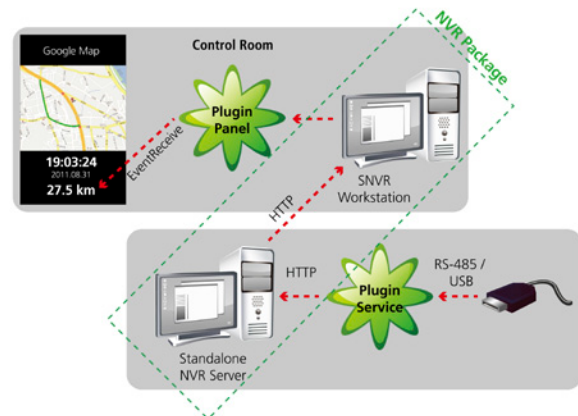 Google Map
Control Room
NVR Package
Plugin
Panel
EventReceive
19:03:24
2011.08.31
27.5 km
SNVR
Workstation
HTTP
HTTP
Plugin
Service
RS-485 /
USB
Standalone
NVR Server